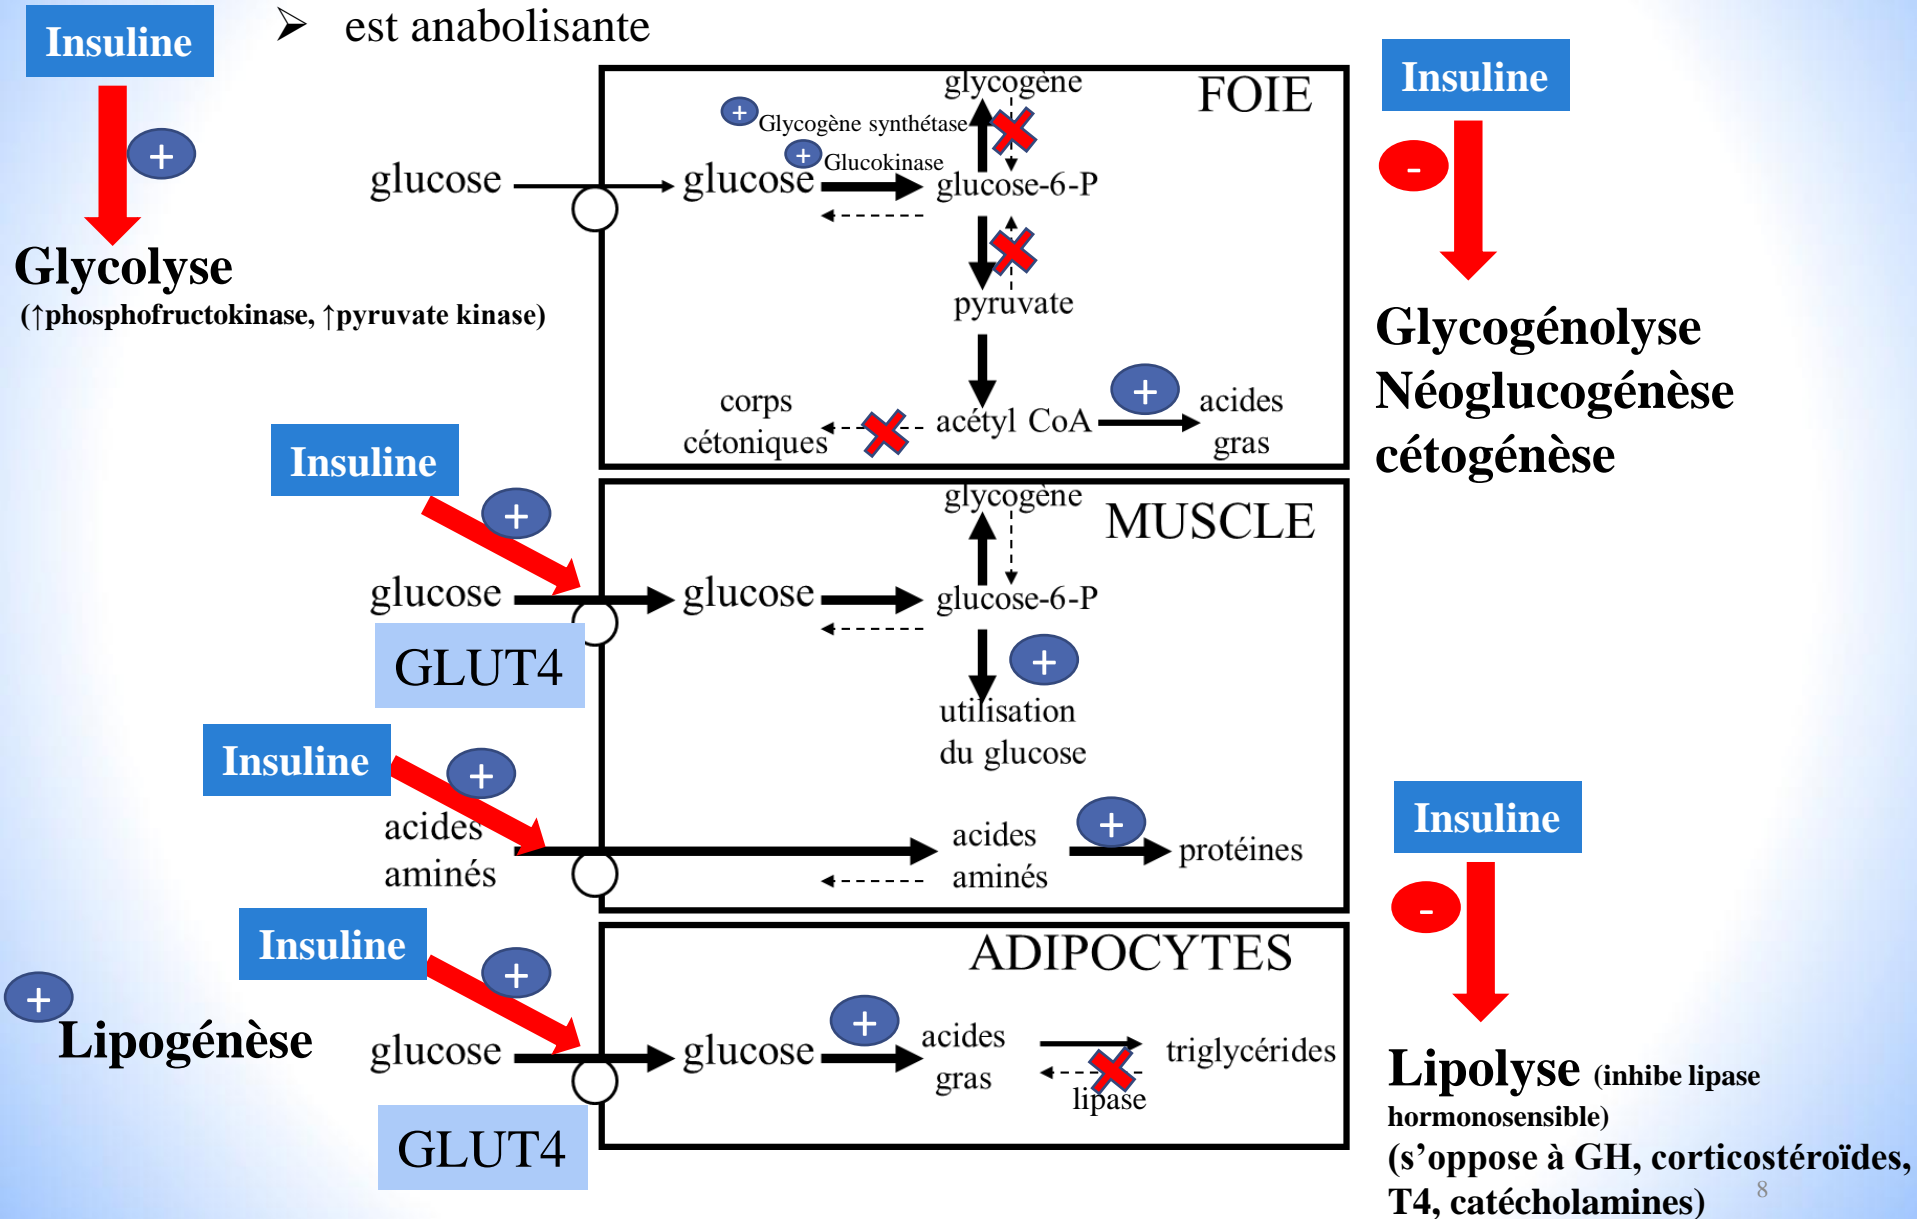 ➢ est anabolisante
Insuline
+
Glycolyse
(↑phosphofructokinase, ↑pyruvate kinase)
FOIE
glycogène
+ Glycogène synthétase
+ Glucokinase
glucose
glucose
glucose-6-P
pyruvate
corps
cétoniques
acétyl CoA
+
acides
gras
Insuline
-
Glycogénolyse
Néoglucogénèse
cétogénèse
Insuline
+
MUSCLE
glycogène
glucose
glucose
glucose-6-P
GLUT4
+
utilisation
du glucose
Insuline
+
acides
aminés
acides
aminés
+
protéines
Insuline
+
ADIPOCYTES
+
Lipogénèse
glucose
glucose
+
acides
gras
triglycérides
lipase
GLUT4
Insuline
-
Lipolyse (inhibe lipase
hormonosensible)
(s’oppose à GH, corticostéroïdes,
T4, catécholamines)
8